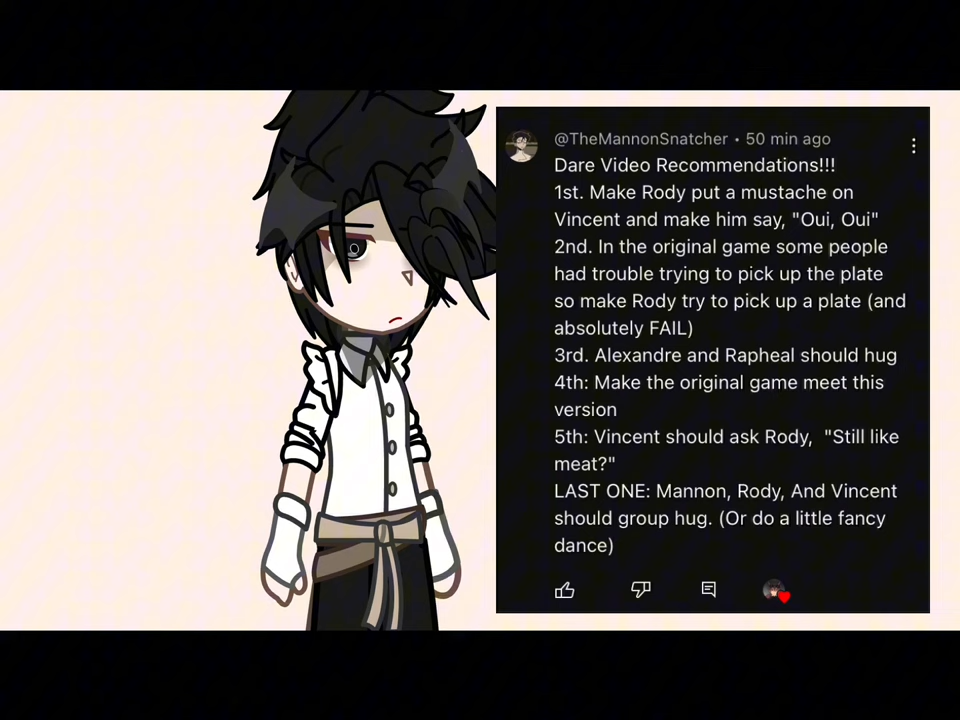 @TheMannonSnatcher • 50 min ago
Dare Video Recommendations!!!
1st. Make Rody put a mustache on
Vincent and make him say, "Oui, Oui"
2nd. In the original game some people
had trouble trying to pick up the plate
so make Rody try to pick up a plate (and
absolutely FAIL)
3rd. Alexandre and Rapheal should hug
4th: Make the original game meet this
version
5th: Vincent should ask Rody, "Still like
meat?"
LAST ONE: Mannon, Rody, And Vincent
should group hug. (Or do a little fancy
dance)